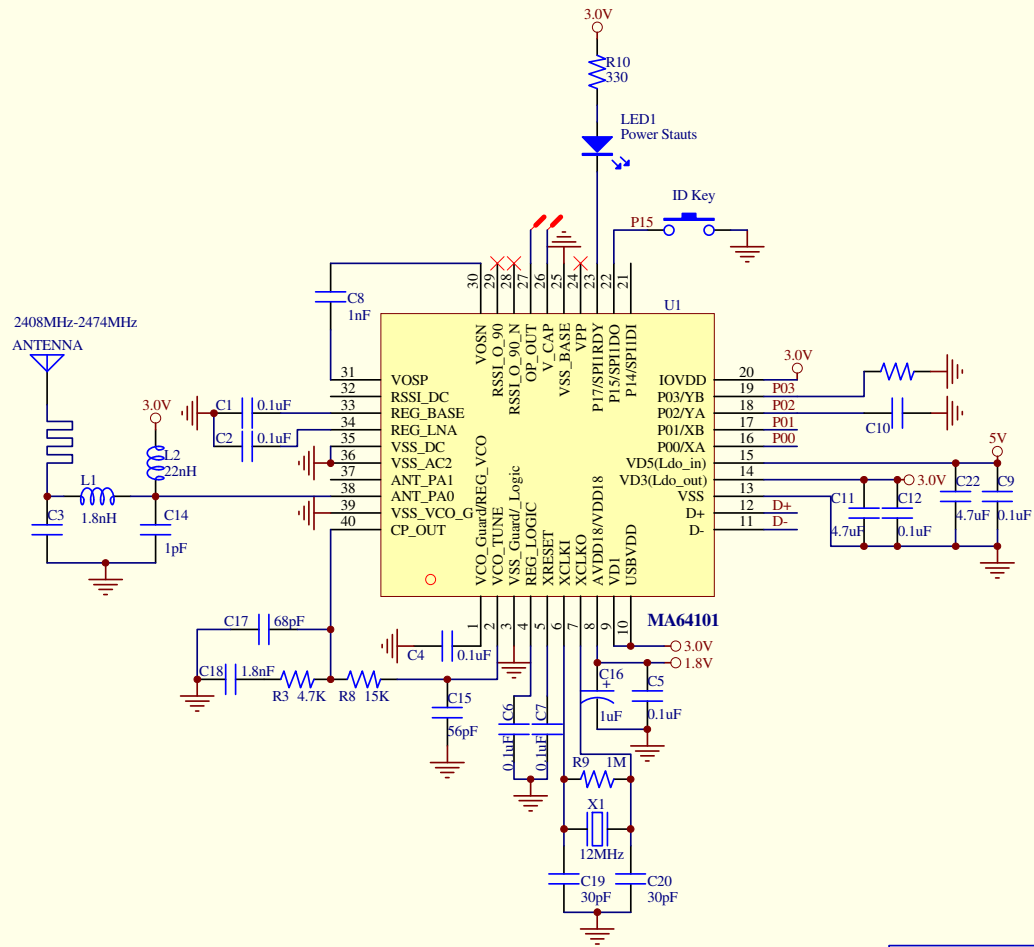 3.0V
R10
330
LED1
Power Stauts
ID Key
P15
30
29
28
27
26
25
24
23
22
21
U1
C8
1nF
VOSN
RSSI_O_90
RSSI_O_90_N
OP_OUT
V_CAP
VSS_BASE
VPP
P17/SPI1RDY
P15/SPI1DO
P14/SPI1DI
2408MHz-2474MHz
ANTENNA
31 VOSP
32 RSSI_DC
33 REG_BASE
34 REG_LNA
35 VSS_DC
36 VSS_AC2
37 ANT_PA1
38 ANT_PA0
39 VSS_VCO_G
40 CP_OUT
C1 0.1uF
C2 0.1uF
3.0V
L2
22nH
L1
1.8nH
C3
C14
1pF
IOVDD 20
P03/YB 19 P03
P02/YA 18 P02
P01/XB 17 P01
P00/XA 16 P00
VD5(Ldo_in) 15
VD3(Ldo_out) 14
VSS 13
D+ 12 D+
D- 11 D-
3.0V
C10
5V
3.0V
C11
4.7uF
C12
0.1uF
C22
4.7uF
C9
0.1uF
VCO_Guard/REG_VCO
VCO_TUNE
VSS_Guard/_Logic
REG_LOGIC
XRESET
XCLKI
XCLKO
AVDD18/VDD18
VD1
USBVDD
1
2
3
4
5
6
7
8
9
10
MA64101
C17 68pF
C18 1.8nF
R3 4.7K
R8 15K
C4
0.1uF
C15
56pF
C6
0.1uF
C7
0.1uF
3.0V
1.8V
C16
+
1uF
C5
0.1uF
R9 1M
X1
12MHz
C19
30pF
C20
30pF